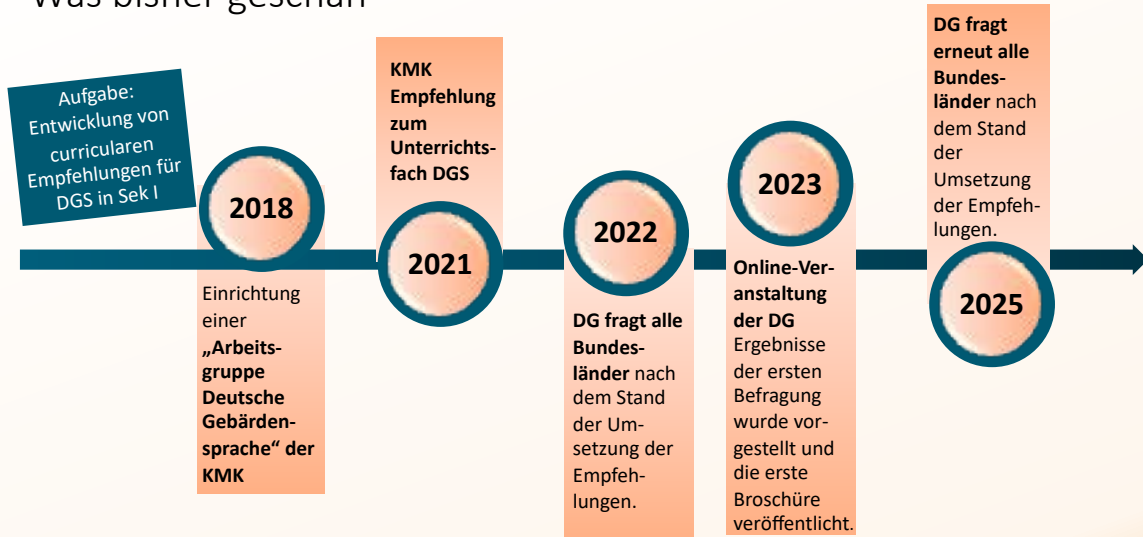 Was bisher geschah
Aufgabe:
Entwicklung von
curricularen
Empfehlungen für
DGS in Sek I
2018
Einrichtung
einer
„Arbeits-
gruppe
Deutsche
Gebärden-
sprache“ der
KMK
KMK
Empfehlung
zum
Unterrichts-
fach DGS
2021
2022
DG fragt alle
Bundes-
länder nach
dem Stand
der Um-
setzung der
Empfeh-
lungen.
2023
Online-Ver-
anstaltung
der DG
Ergebnisse
der ersten
Befragung
wurde vor-
gestellt und
die erste
Broschüre
veröffentlicht.
DG fragt
erneut alle
Bundes-
länder nach
dem Stand
der
Umsetzung
der Empfeh-
lungen.
2025